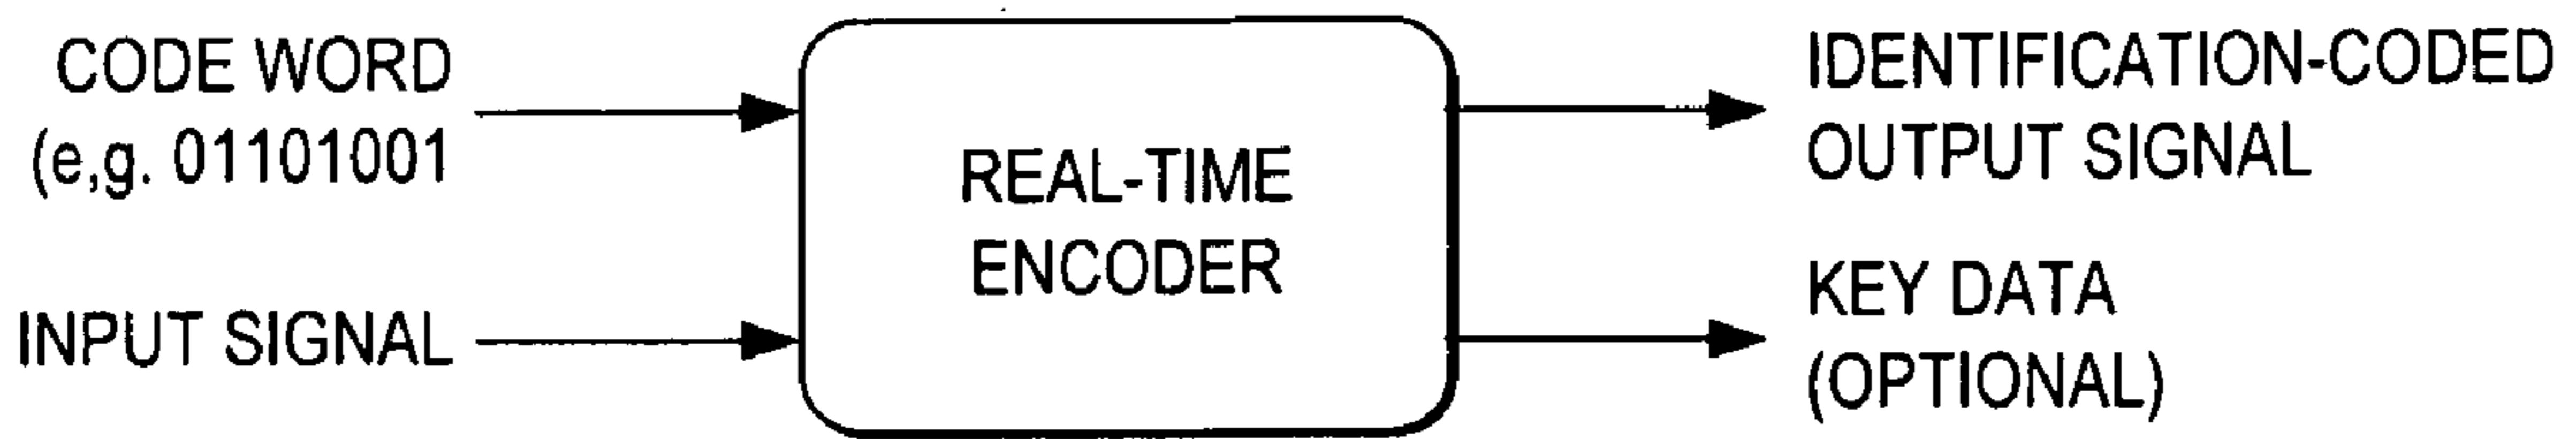 CODE WORD
(e,g. 01101001
INPUT SIGNAL
REAL-TIME
ENCODER
IDENTIFICATION-CODED
OUTPUT SIGNAL
KEY DATA
(OPTIONAL)